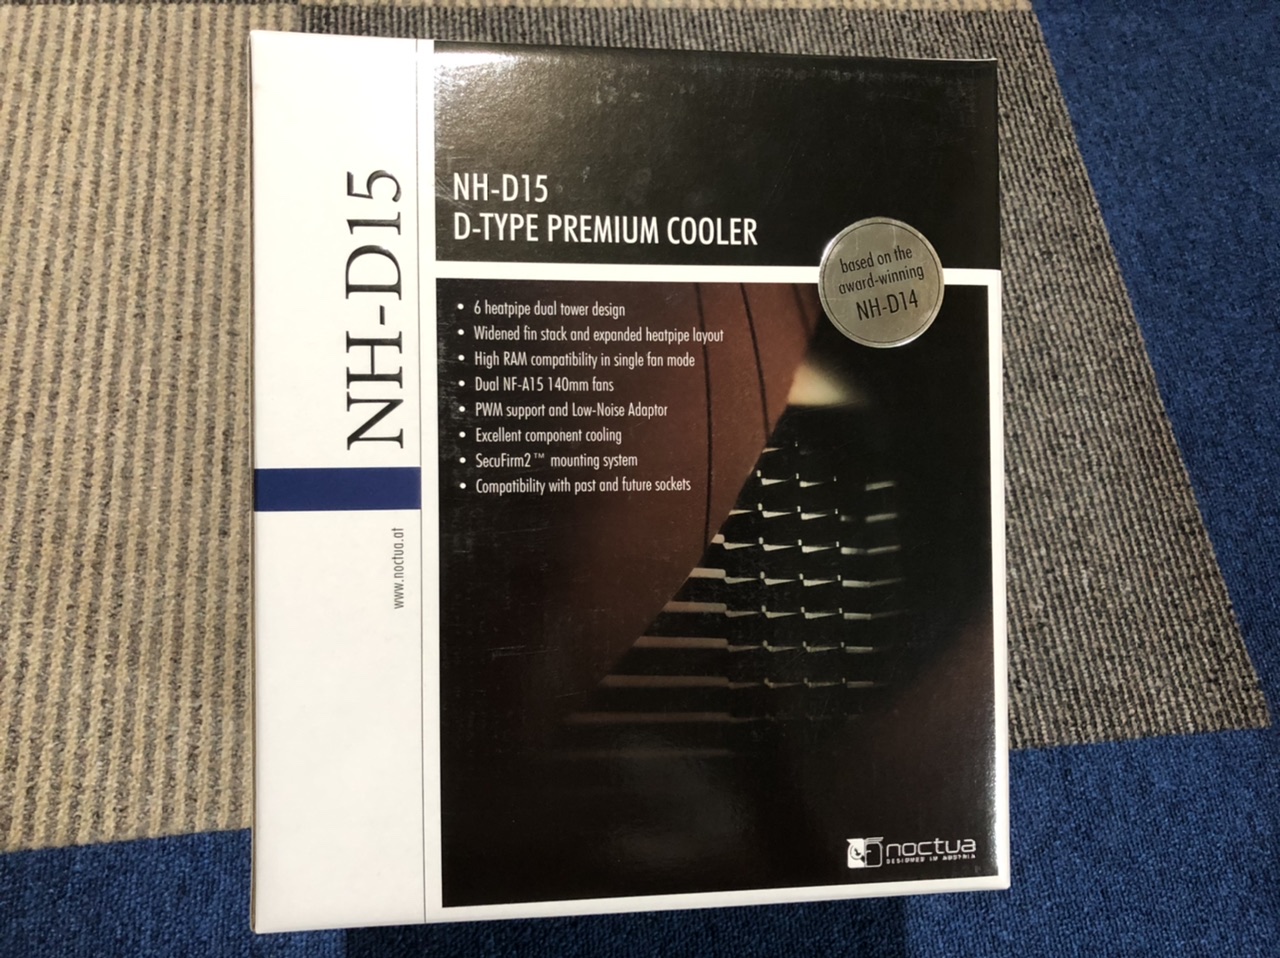 NH-D15
www.noctua.at
NH-D15
D-TYPE PREMIUM COOLER
based on the
award-winning
NH-D14
• 6 heatpipe dual tower design
• Widened fin stack and expanded heatpipe layout
• High RAM compatibility in single fan mode
• Dual NF-A15 140mm fans
• PWM support and Low-Noise Adaptor
• Excellent component cooling
• SecuFirm2™ mounting system
• Compatibility with past and future sockets
noctua
DESIGNED IN AUSTRIA